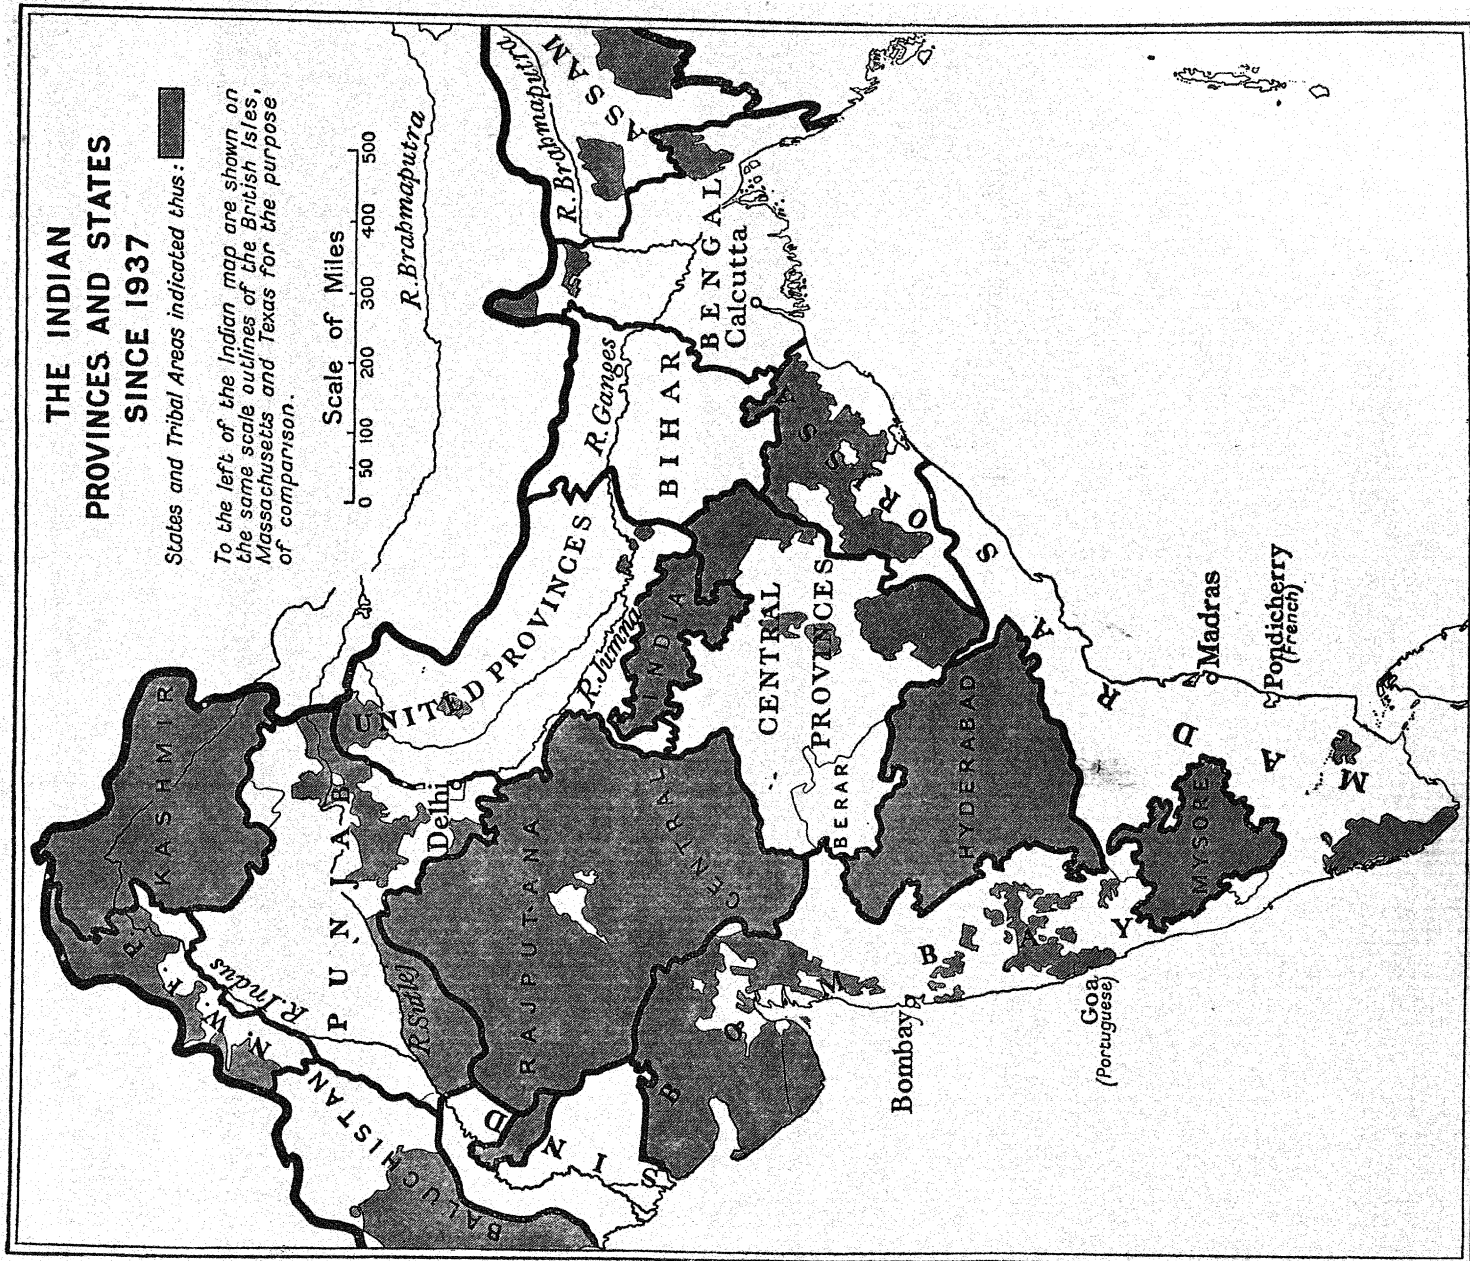 THE INDIAN
PROVINCES AND STATES
SINCE 1937
States and Tribal Areas indicated thus:
To the left of the Indian map are shown on
the same scale outlines of the British Isles,
Massachusetts and Texas for the purpose
of comparison.
Scale of Miles
0 50 100 200 300 400 500
R. Brahmaputra
KASHMIR
N. W. F. P.
R. Indus
PUNJAB
R. Sutlej
Delhi
BALUCHISTAN
SIND
RAJPUTANA
UNITED PROVINCES
R. Jumna
R. Ganges
BIHAR
BENGAL
Calcutta
R. Brahmaputra
ASSAM
CENTRAL INDIA
CENTRAL
PROVINCES
BERAR
ORISSA
BOMBAY
Bombay
HYDERABAD
Goa
(Portuguese)
MYSORE
MADRAS
Madras
Pondicherry
(French)